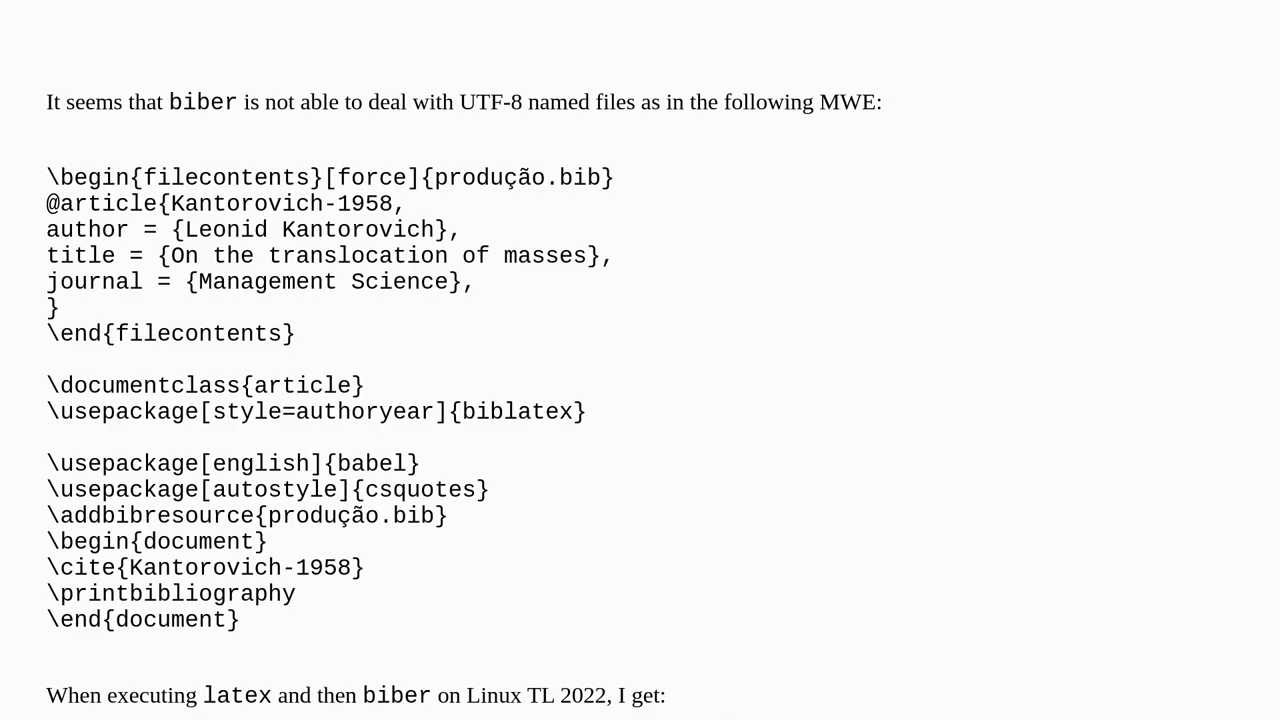 It seems that biber is not able to deal with UTF-8 named files as in the following MWE:
\begin{filecontents}[force]{produção.bib}
@article{Kantorovich-1958,
author = {Leonid Kantorovich},
title = {On the translocation of masses},
journal = {Management Science},
}
\end{filecontents}
\documentclass{article}
\usepackage[style=authoryear]{biblatex}
\usepackage[english]{babel}
\usepackage[autostyle]{csquotes}
\addbibresource{produção.bib}
\begin{document}
\cite{Kantorovich-1958}
\printbibliography
\end{document}
When executing latex and then biber on Linux TL 2022, I get: